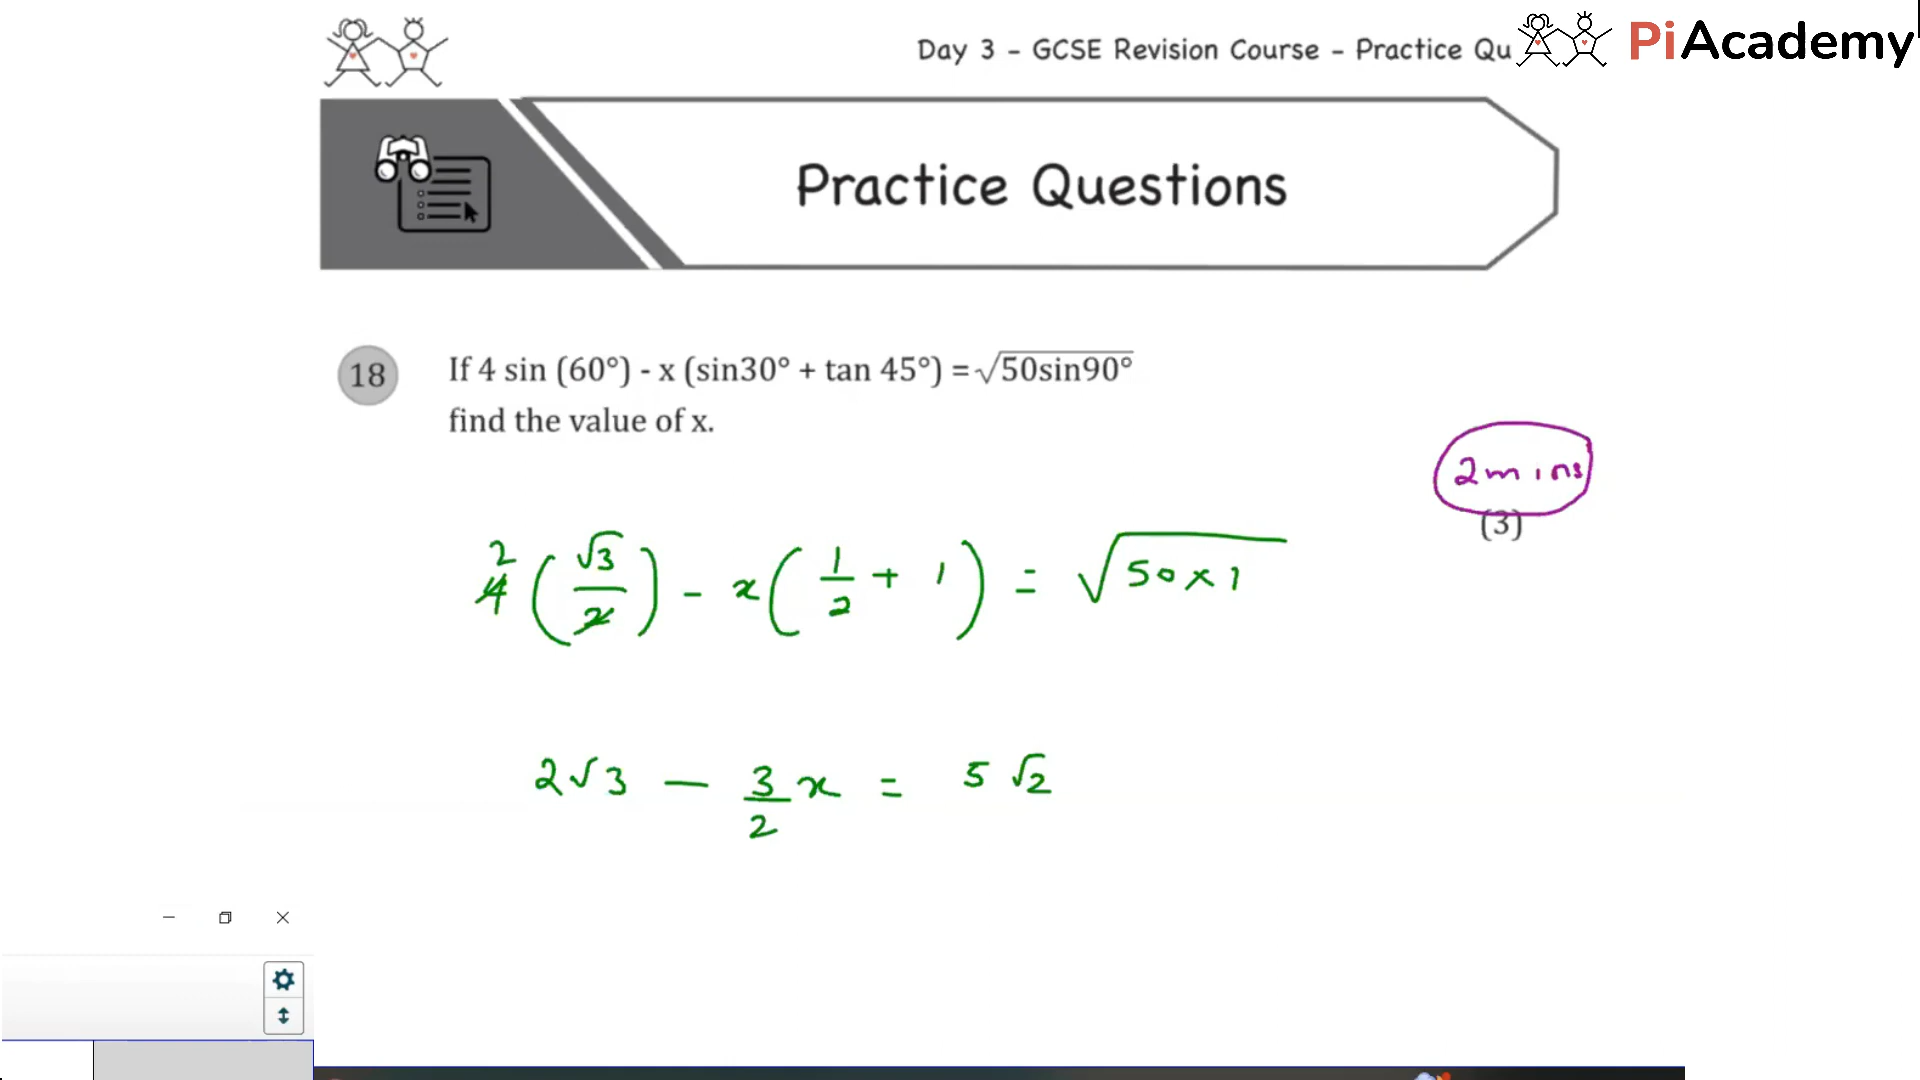 Day 3 - GCSE Revision Course - Practice Qu
PiAcademy
Practice Questions
18 If 4 sin (60°) - x (sin30° + tan 45°) = √50sin90°
find the value of x.
2 mins
(3)
2
4 (√3/2) - x (1/2 + 1) = √50 x 1
2√3 - 3/2 x = 5√2